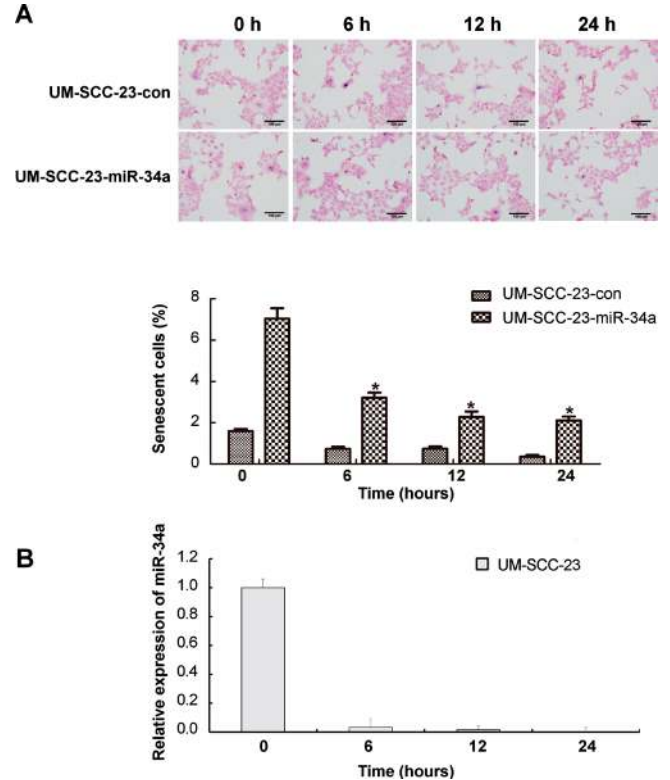 A
0 h 6 h 12 h 24 h
UM-SCC-23-con
UM-SCC-23-miR-34a
Senescent cells (%)
8
6
4
2
0
UM-SCC-23-con
UM-SCC-23-miR-34a
* * *
0 6 12 24
Time (hours)
B
Relative expression of miR-34a
1.2
1.0
0.8
0.6
0.4
0.2
0.0
UM-SCC-23
0 6 12 24
Time (hours)